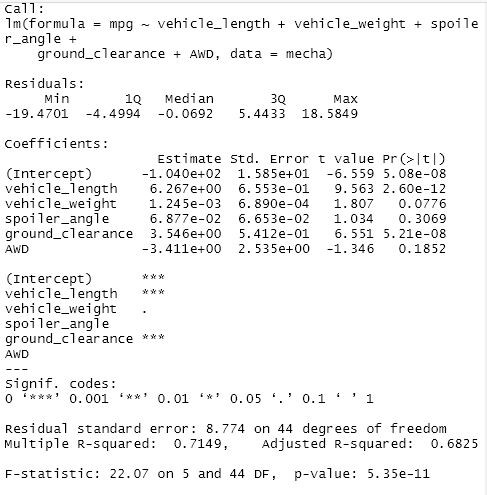 Call:
lm(formula = mpg ~ vehicle_length + vehicle_weight + spoile
r_angle +
    ground_clearance + AWD, data = mecha)

Residuals:
     Min       1Q   Median       3Q      Max
-19.4701  -4.4994  -0.0692   5.4433  18.5849

Coefficients:
                   Estimate Std. Error t value Pr(>|t|)
(Intercept)      -1.040e+02  1.585e+01  -6.559 5.08e-08
vehicle_length    6.267e+00  6.553e-01   9.563 2.60e-12
vehicle_weight    1.245e-03  6.890e-04   1.807   0.0776
spoiler_angle     6.877e-02  6.653e-02   1.034   0.3069
ground_clearance  3.546e+00  5.412e-01   6.551 5.21e-08
AWD              -3.411e+00  2.535e+00  -1.346   0.1852

(Intercept)      ***
vehicle_length   ***
vehicle_weight   .
spoiler_angle
ground_clearance ***
AWD
---
Signif. codes:
0 ‘***’ 0.001 ‘**’ 0.01 ‘*’ 0.05 ‘.’ 0.1 ‘ ’ 1

Residual standard error: 8.774 on 44 degrees of freedom
Multiple R-squared:  0.7149,    Adjusted R-squared:  0.6825

F-statistic: 22.07 on 5 and 44 DF,  p-value: 5.35e-11